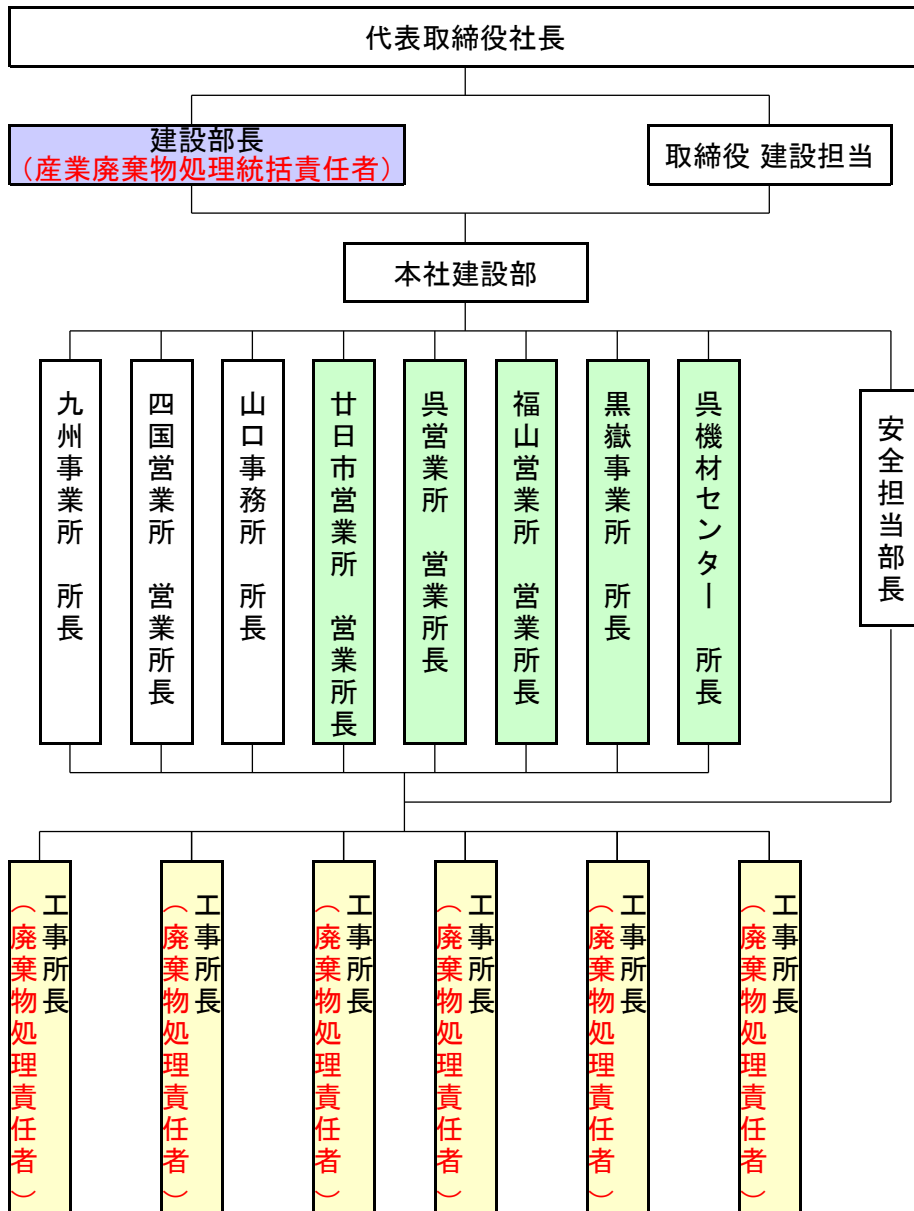 代表取締役社長
建設部長
（産業廃棄物処理統括責任者）
取締役 建設担当
本社建設部
九州事業所　所長
四国営業所　営業所長
山口事務所　所長
廿日市営業所　営業所長
呉営業所　営業所長
福山営業所　営業所長
黒嶽事業所　所長
呉機材センター　所長
安全担当部長
工事所長
（廃棄物処理責任者）
工事所長
（廃棄物処理責任者）
工事所長
（廃棄物処理責任者）
工事所長
（廃棄物処理責任者）
工事所長
（廃棄物処理責任者）
工事所長
（廃棄物処理責任者）